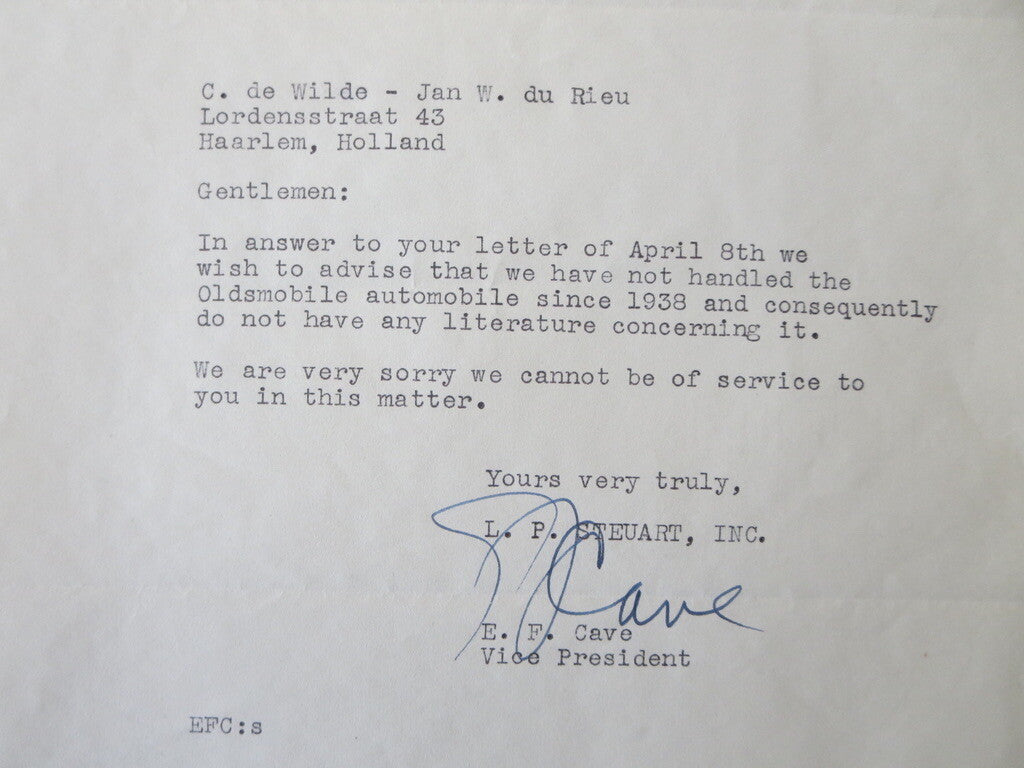 C. de Wilde - Jan W. du Rieu
Lordensstraat 43
Haarlem, Holland
Gentlemen:
In answer to your letter of April 8th we
wish to advise that we have not handled the
Oldsmobile automobile since 1938 and consequently
do not have any literature concerning it.
We are very sorry we cannot be of service to
you in this matter.
Yours very truly,
L. P. STEUART, INC.
EFCave
E. F. Cave
Vice President
EFC:s